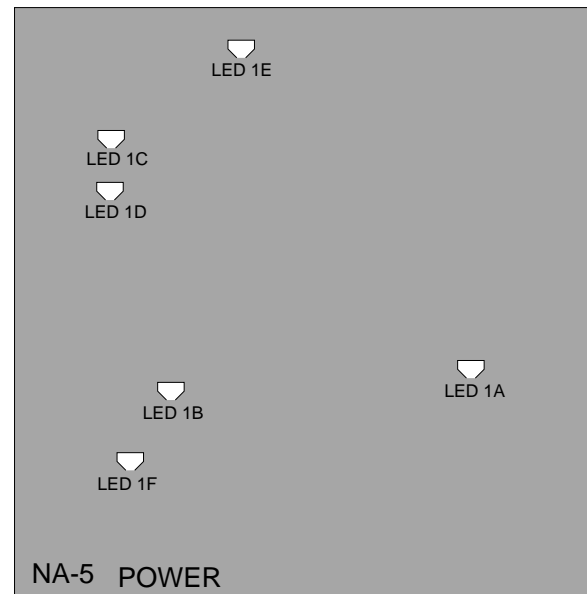 LED 1E
LED 1C
LED 1D
LED 1A
LED 1B
LED 1F
NA-5 POWER